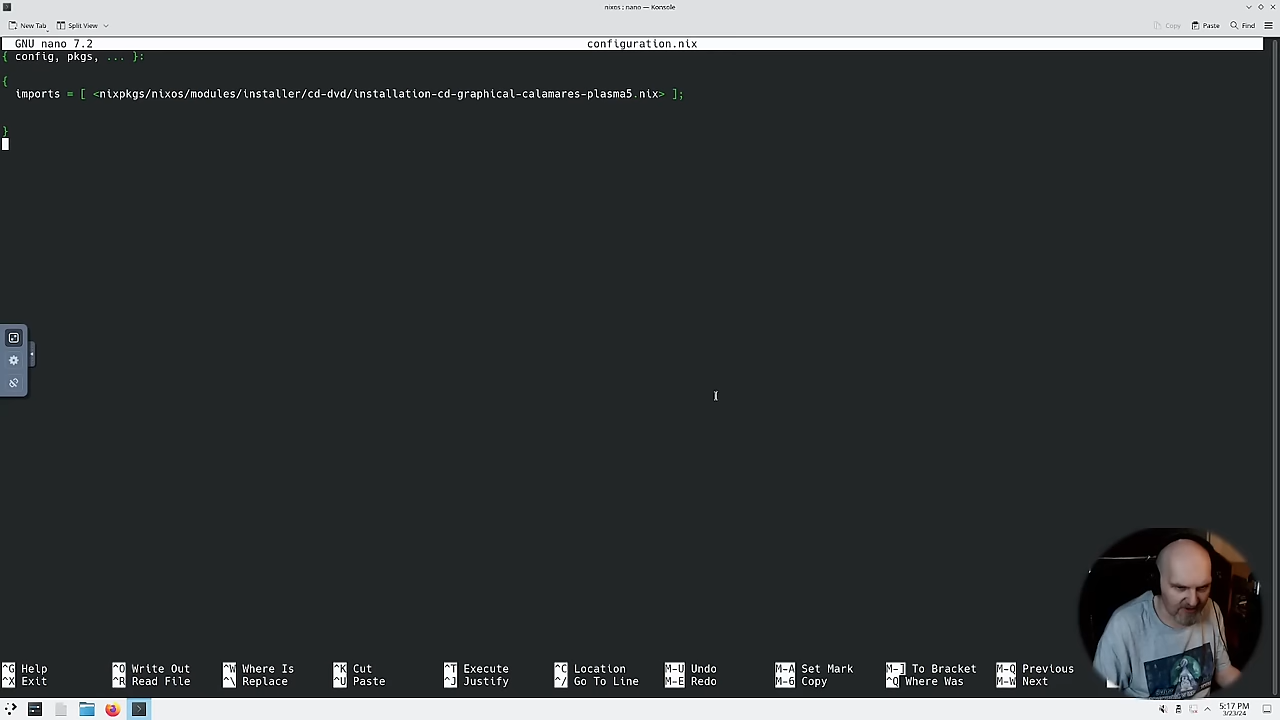 nixos : nano — Konsole
New Tab Split View Copy Paste Find
GNU nano 7.2 configuration.nix
{ config, pkgs, ... }:
{
imports = [ <nixpkgs/nixos/modules/installer/cd-dvd/installation-cd-graphical-calamares-plasma5.nix> ];
}
^G Help ^O Write Out ^W Where Is ^K Cut ^T Execute ^C Location M-U Undo M-A Set Mark M-] To Bracket M-Q Previous
^X Exit ^R Read File ^\ Replace ^U Paste ^J Justify ^/ Go To Line M-E Redo M-6 Copy ^Q Where Was M-W Next
5:17 PM
3/23/24